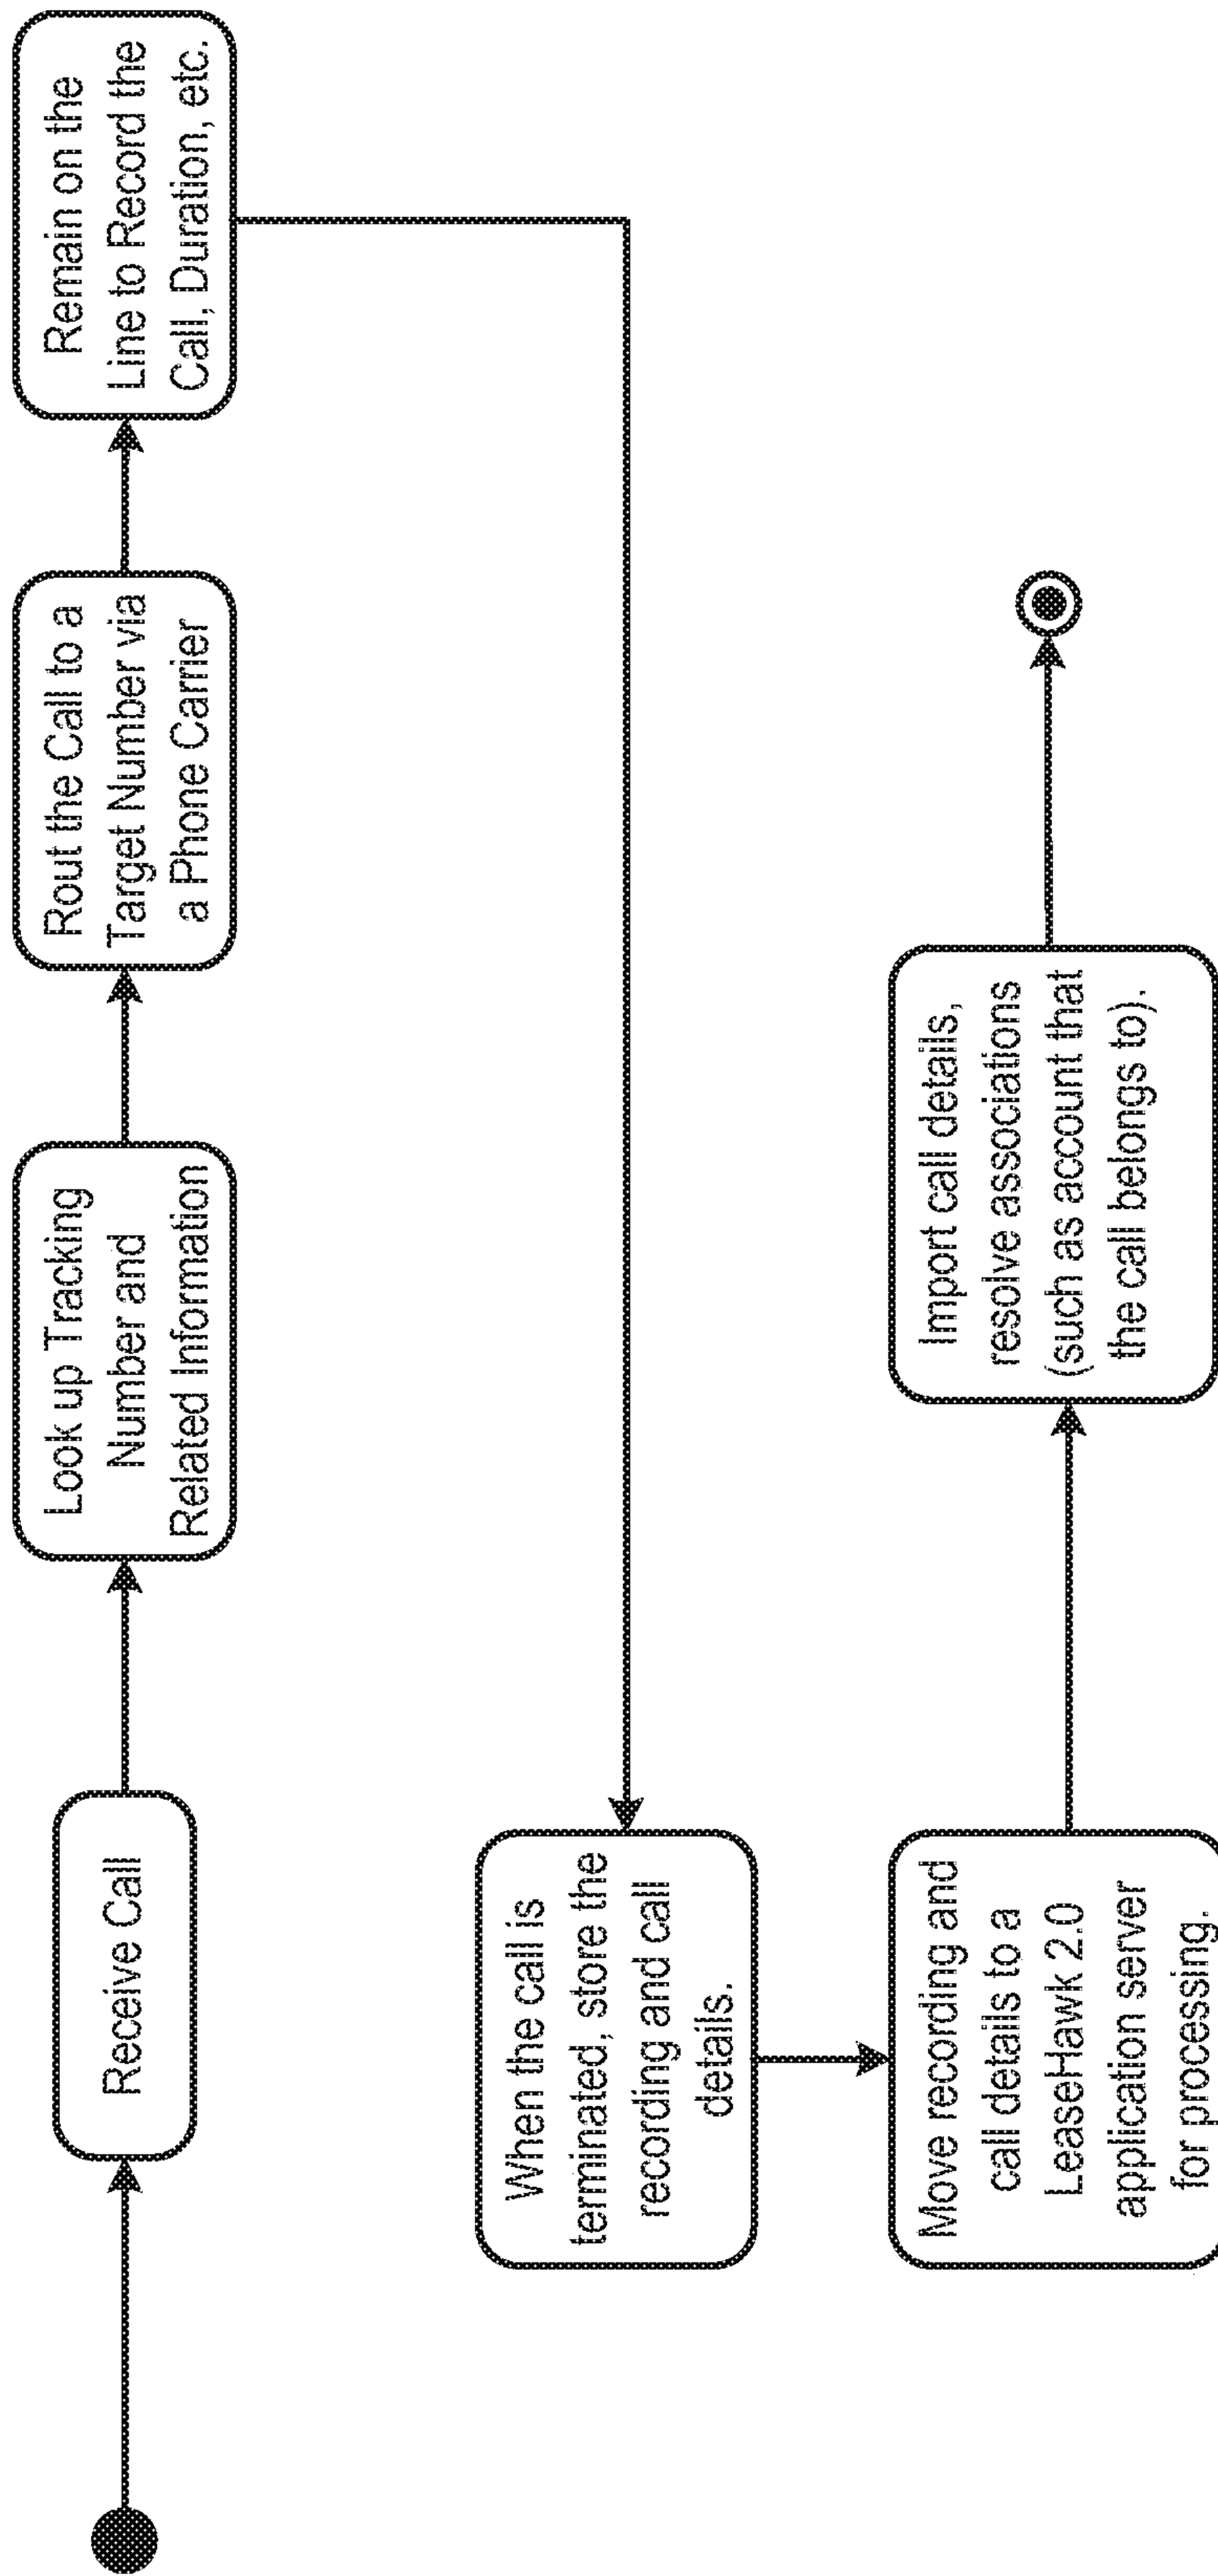 Receive Call
Look up Tracking
Number and
Related Information
Rout the Call to a
Target Number via
a Phone Carrier
Remain on the
Line to Record the
Call, Duration, etc.
When the call is
terminated, store the
recording and call
details.
Move recording and
call details to a
LeaseHawk 2.0
application server
for processing.
Import call details,
resolve associations
(such as account that
the call belongs to).